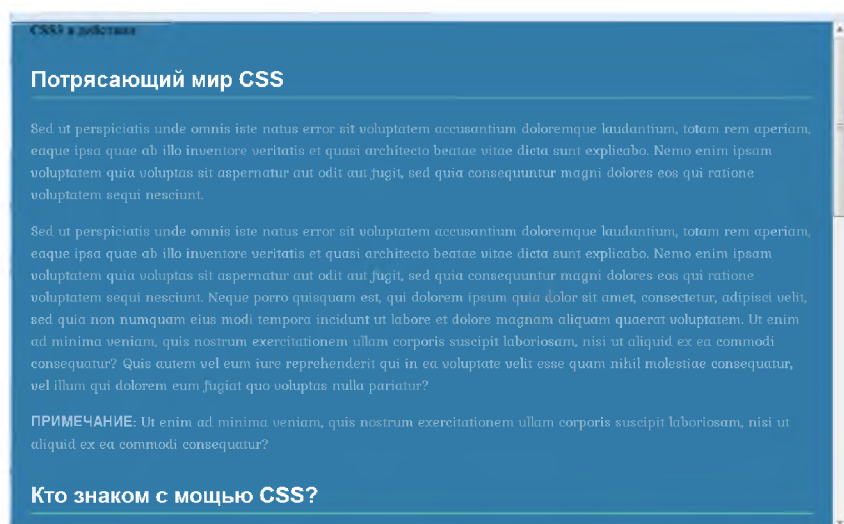 CSS3 в действии
Потрясающий мир CSS
Sed ut perspiciatis unde omnis iste natus error sit voluptatem accusantium doloremque laudantium, totam rem aperiam,
eaque ipsa quae ab illo inventore veritatis et quasi architecto beatae vitae dicta sunt explicabo. Nemo enim ipsam
voluptatem quia voluptas sit aspernatur aut odit aut fugit, sed quia consequuntur magni dolores eos qui ratione
voluptatem sequi nesciunt.
Sed ut perspiciatis unde omnis iste natus error sit voluptatem accusantium doloremque laudantium, totam rem aperiam,
eaque ipsa quae ab illo inventore veritatis et quasi architecto beatae vitae dicta sunt explicabo. Nemo enim ipsam
voluptatem quia voluptas sit aspernatur aut odit aut fugit, sed quia consequuntur magni dolores eos qui ratione
voluptatem sequi nesciunt. Neque porro quisquam est, qui dolorem ipsum quia dolor sit amet, consectetur, adipisci velit,
sed quia non numquam eius modi tempora incidunt ut labore et dolore magnam aliquam quaerat voluptatem. Ut enim
ad minima veniam, quis nostrum exercitationem ullam corporis suscipit laboriosam, nisi ut aliquid ex ea commodi
consequatur? Quis autem vel eum iure reprehenderit qui in ea voluptate velit esse quam nihil molestiae consequatur,
vel illum qui dolorem eum fugiat quo voluptas nulla pariatur?
ПРИМЕЧАНИЕ: Ut enim ad minima veniam, quis nostrum exercitationem ullam corporis suscipit laboriosam, nisi ut
aliquid ex ea commodi consequatur?
Кто знаком с мощью CSS?